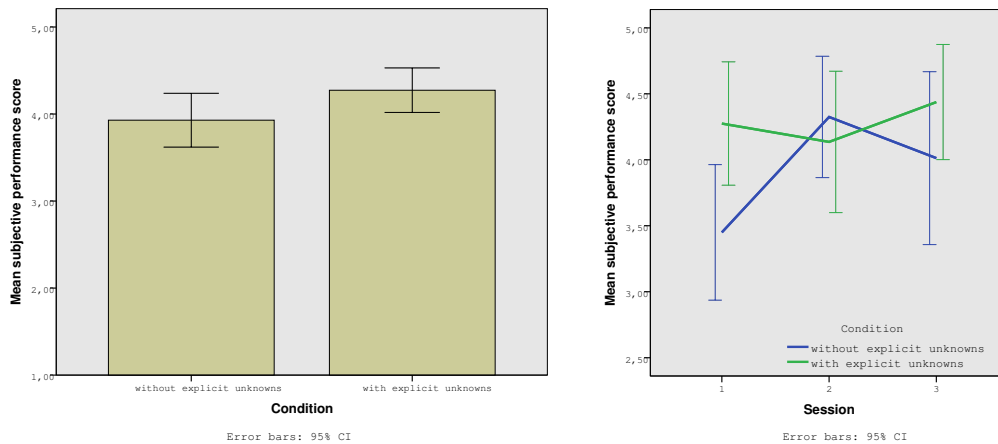 Mean subjective performance score
5,00
4,00
3,00
2,00
1,00
without explicit unknowns
with explicit unknowns
Condition
Error bars: 95% CI
Mean subjective performance score
5,00
4,50
4,00
3,50
3,00
2,50
Condition
without explicit unknowns
with explicit unknowns
1
2
3
Session
Error bars: 95% CI